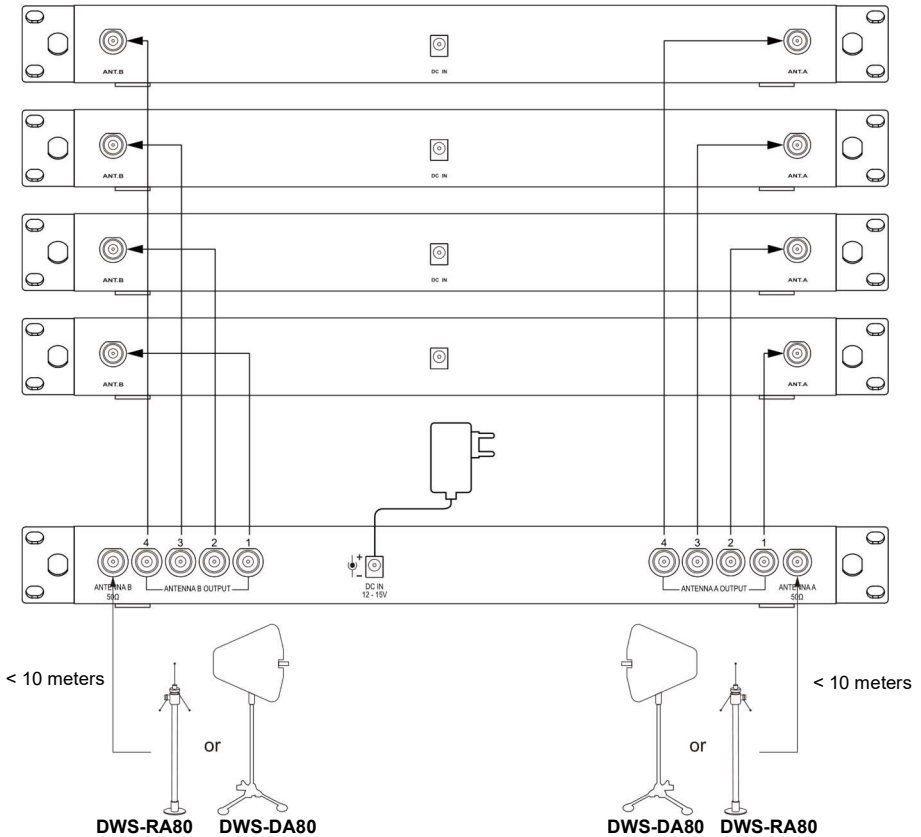 ANT.B DC IN ANT.A
ANT.B DC IN ANT.A
ANT.B DC IN ANT.A
ANT.B ANT.A
4 3 2 1 4 3 2 1
+
-
ANTENNA B 50Ω
ANTENNA B OUTPUT
DC IN
12 - 15V
ANTENNA A OUTPUT
ANTENNA A 50Ω
< 10 meters
< 10 meters
or
or
DWS-RA80 DWS-DA80 DWS-DA80 DWS-RA80